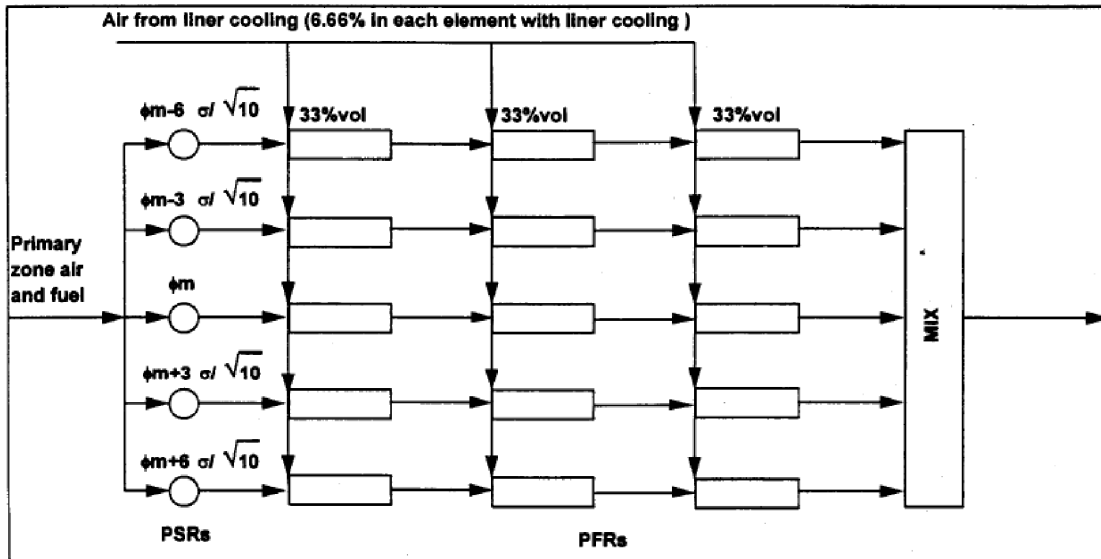 Air from liner cooling (6.66% in each element with liner cooling )
ϕm-6 σ/ √10
33%vol
33%vol
33%vol
ϕm-3 σ/ √10
Primary
zone air
and fuel
ϕm
MIX
ϕm+3 σ/ √10
ϕm+6 σ/ √10
PSRs
PFRs